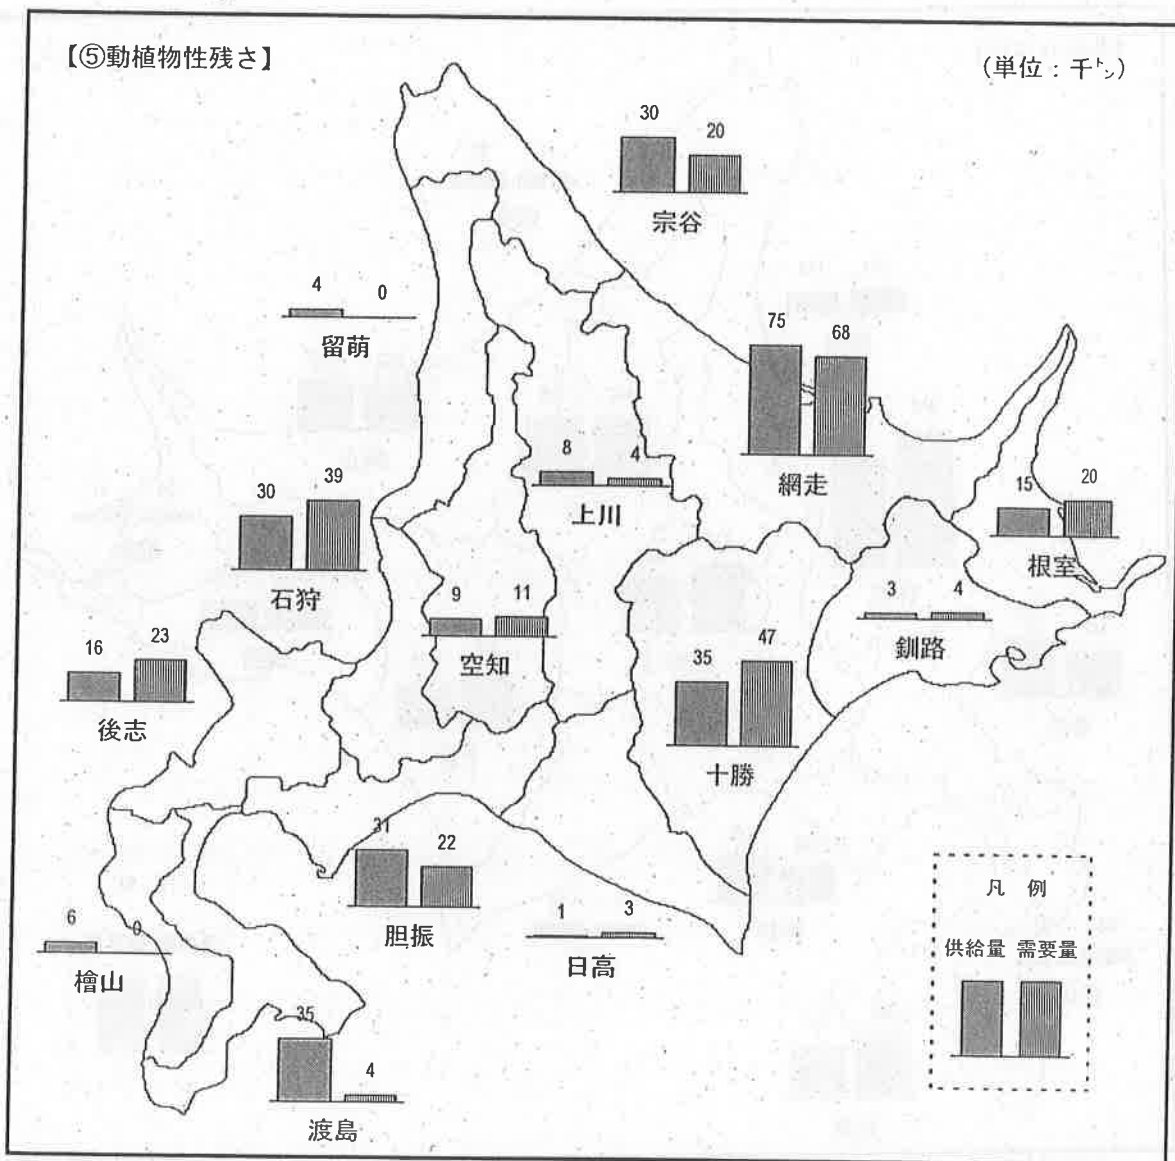 【⑤動植物性残さ】
(単位：千㌧)
30 20
宗谷
4 0
留萌
75 68
網走
8 4
上川
30 39
石狩
15 20
根室
9 11
空知
3 4
釧路
16 23
後志
35 47
十勝
31 22
胆振
1 3
日高
6 0
檜山
35 4
渡島
凡 例
供給量 需要量